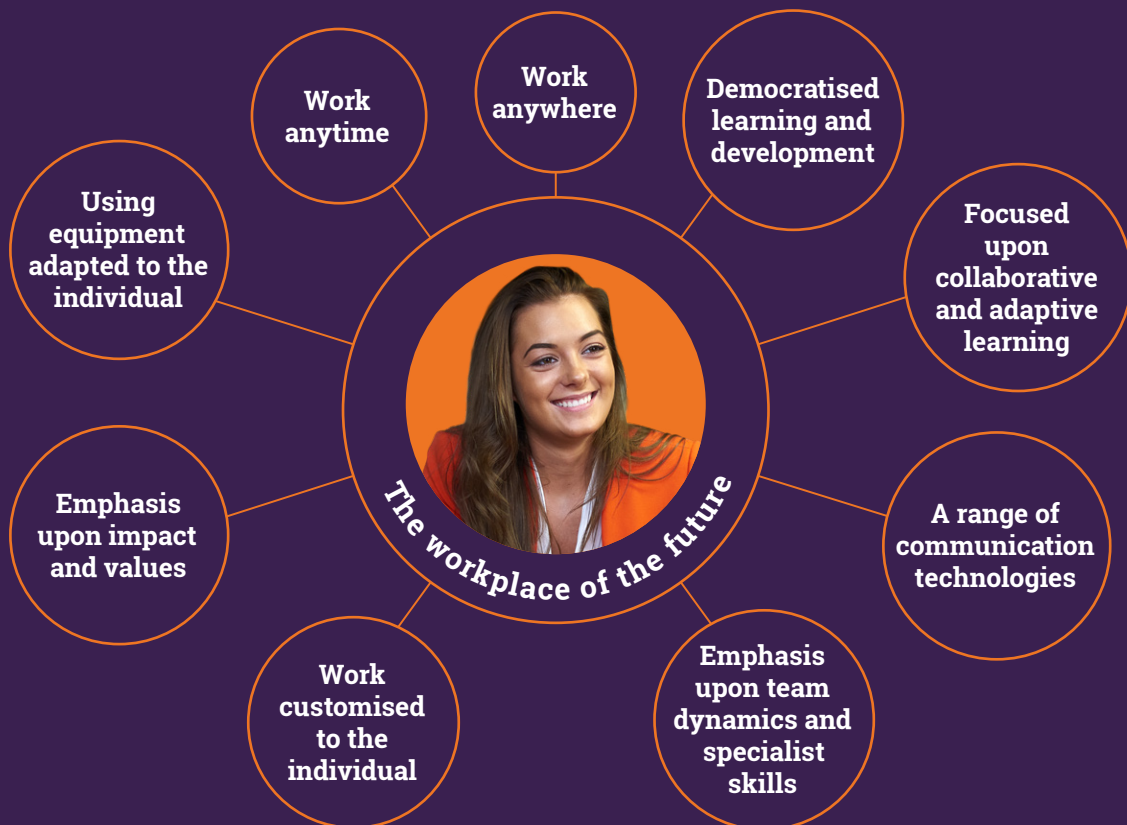 Work
anytime
Work
anywhere
Democratised
learning and
development
Using
equipment
adapted to the
individual
Focused
upon
collaborative
and adaptive
learning
The workplace of the future
Emphasis
upon impact
and values
A range of
communication
technologies
Work
customised
to the
individual
Emphasis
upon team
dynamics and
specialist
skills